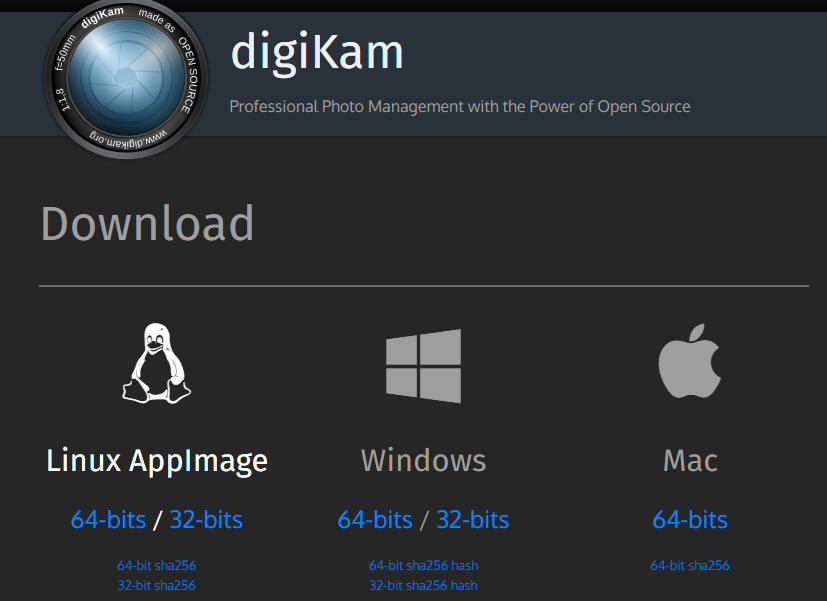 digiKam made as OPEN SOURCE
f=50mm
1:1,8
www.digikam.org
digiKam
Professional Photo Management with the Power of Open Source
Download
Linux AppImage
Windows
Mac
64-bits / 32-bits
64-bits / 32-bits
64-bits
64-bit sha256
64-bit sha256 hash
64-bit sha256
32-bit sha256
32-bit sha256 hash